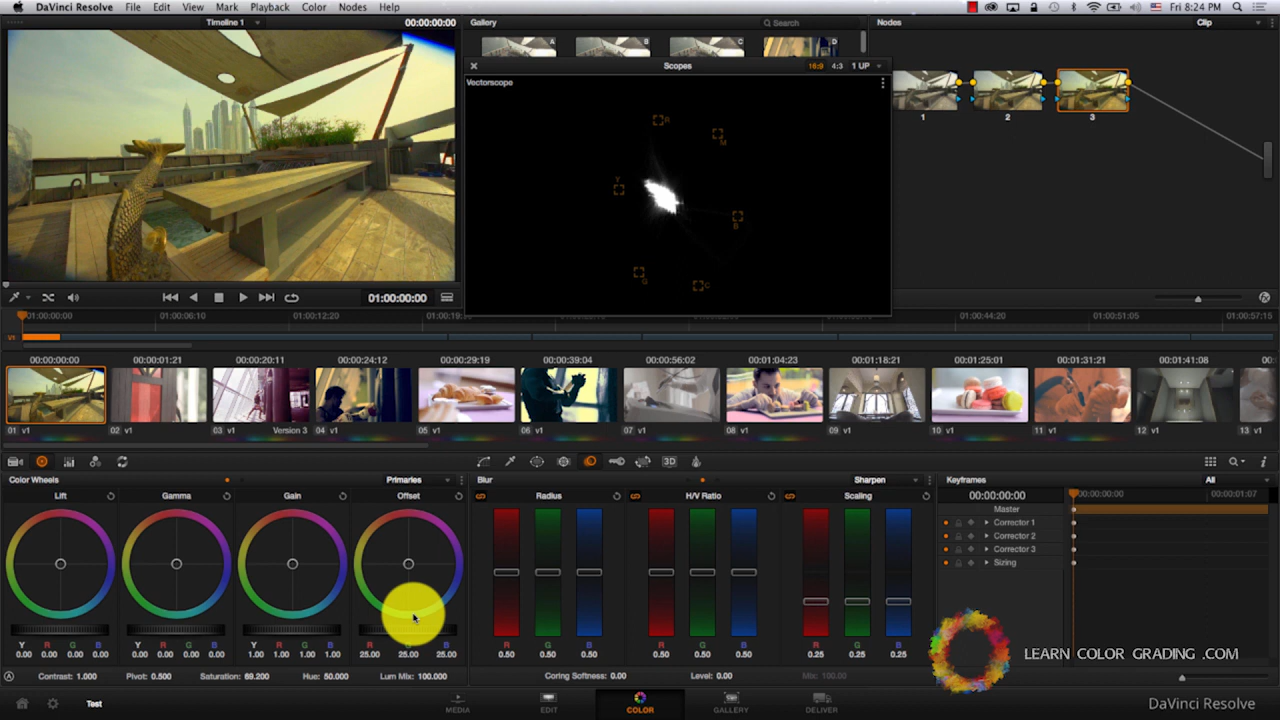 DaVinci File Edit View Mark Playback Color Nodes Help Fri 8:24 PM
Timeline 1 00:00:00:00 Gallery Search Nodes Clip
A B C D
Scopes 16:9 4:3 1 UP
Vectorscope
R M Y B G C
1 2 3
01:00:00:00
01:00:00:00 01:00:06:10 01:00:12:20 01:00:44:20 01:00:51:05 01:00:57:15
V1
00:00:00:00 00:00:01:21 00:00:20:11 00:00:24:12 00:00:29:19 00:00:39:04 00:00:56:02 00:01:04:23 00:01:18:21 00:01:25:01 00:01:31:21 00:01:41:08 00:
01 v1 02 v1 03 v1 Version 3 04 v1 05 v1 06 v1 07 v1 08 v1 09 v1 10 v1 11 v1 12 v1 13
3D
Color Wheels Primaries Blur Sharpen Keyframes All
Lift Gamma Gain Offset Radius H/V Ratio Scaling 00:00:00:00 00:00:00:00 00:00:01:07
Master
Corrector 1
Corrector 2
Corrector 3
Sizing
Y R G B Y R G B Y R G B R G B R G B R G B R G B
0.00 0.00 0.00 0.00 0.00 0.00 0.00 0.00 1.00 1.00 1.00 1.00 25.00 25.00 25.00 0.50 0.50 0.50 0.50 0.50 0.50 0.25 0.25 0.25
LEARN COLOR GRADING .COM
A Contrast: 1.000 Pivot: 0.500 Saturation: 69.200 Hue: 50.000 Lum Mix: 100.000 Coring Softness: 0.00 Level: 0.00 Mix: 100.00
Test MEDIA EDIT COLOR GALLERY DELIVER DaVinci Resolve